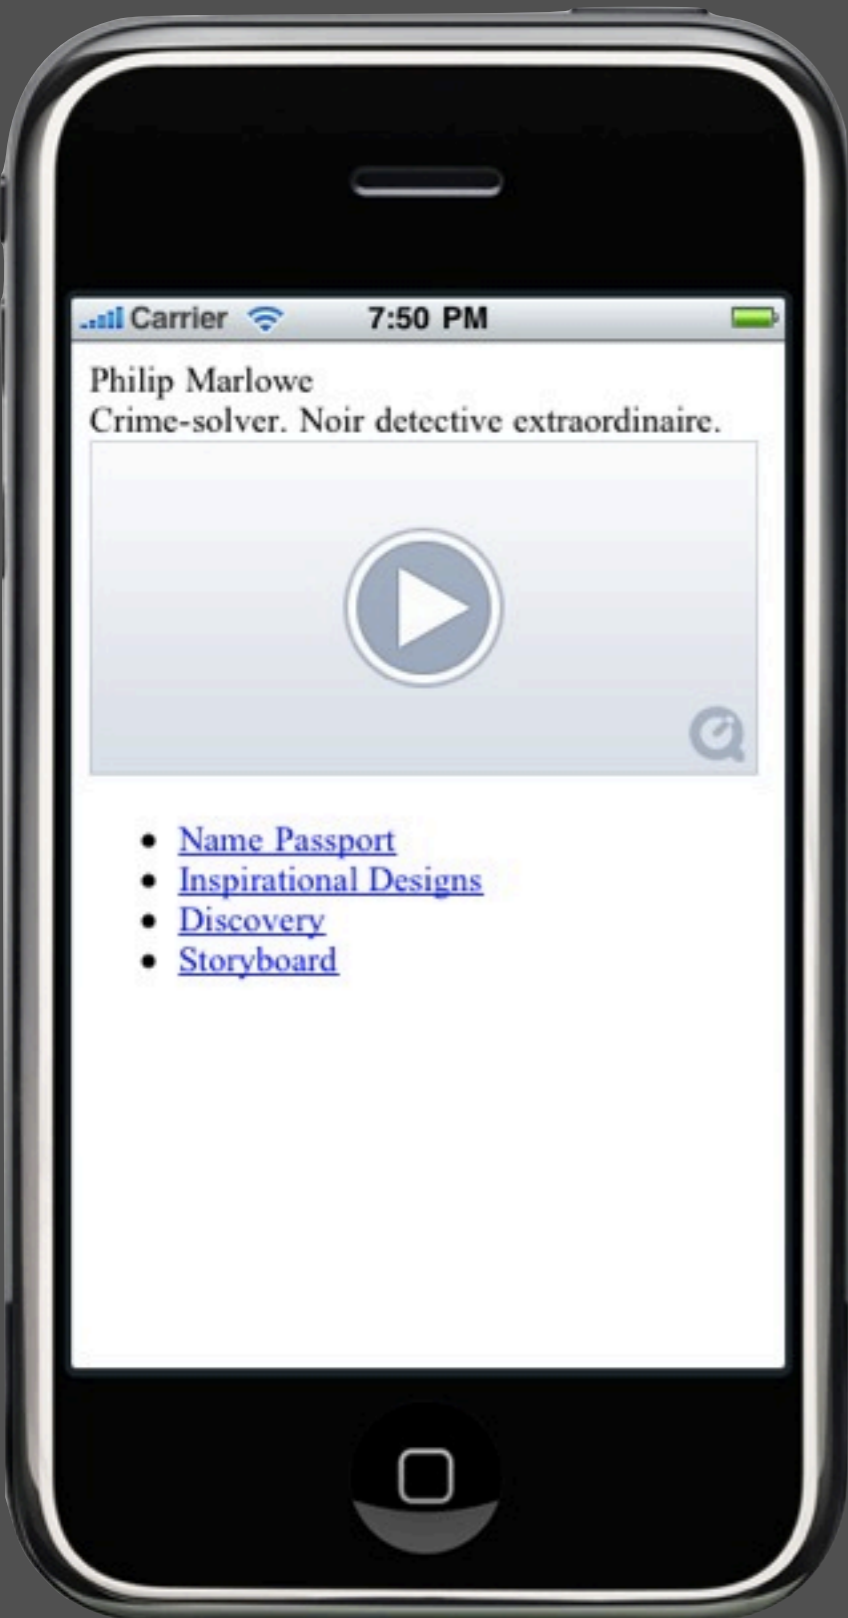 Carrier 7:50 PM
Philip Marlowe
Crime-solver. Noir detective extraordinaire.
Name Passport
Inspirational Designs
Discovery
Storyboard